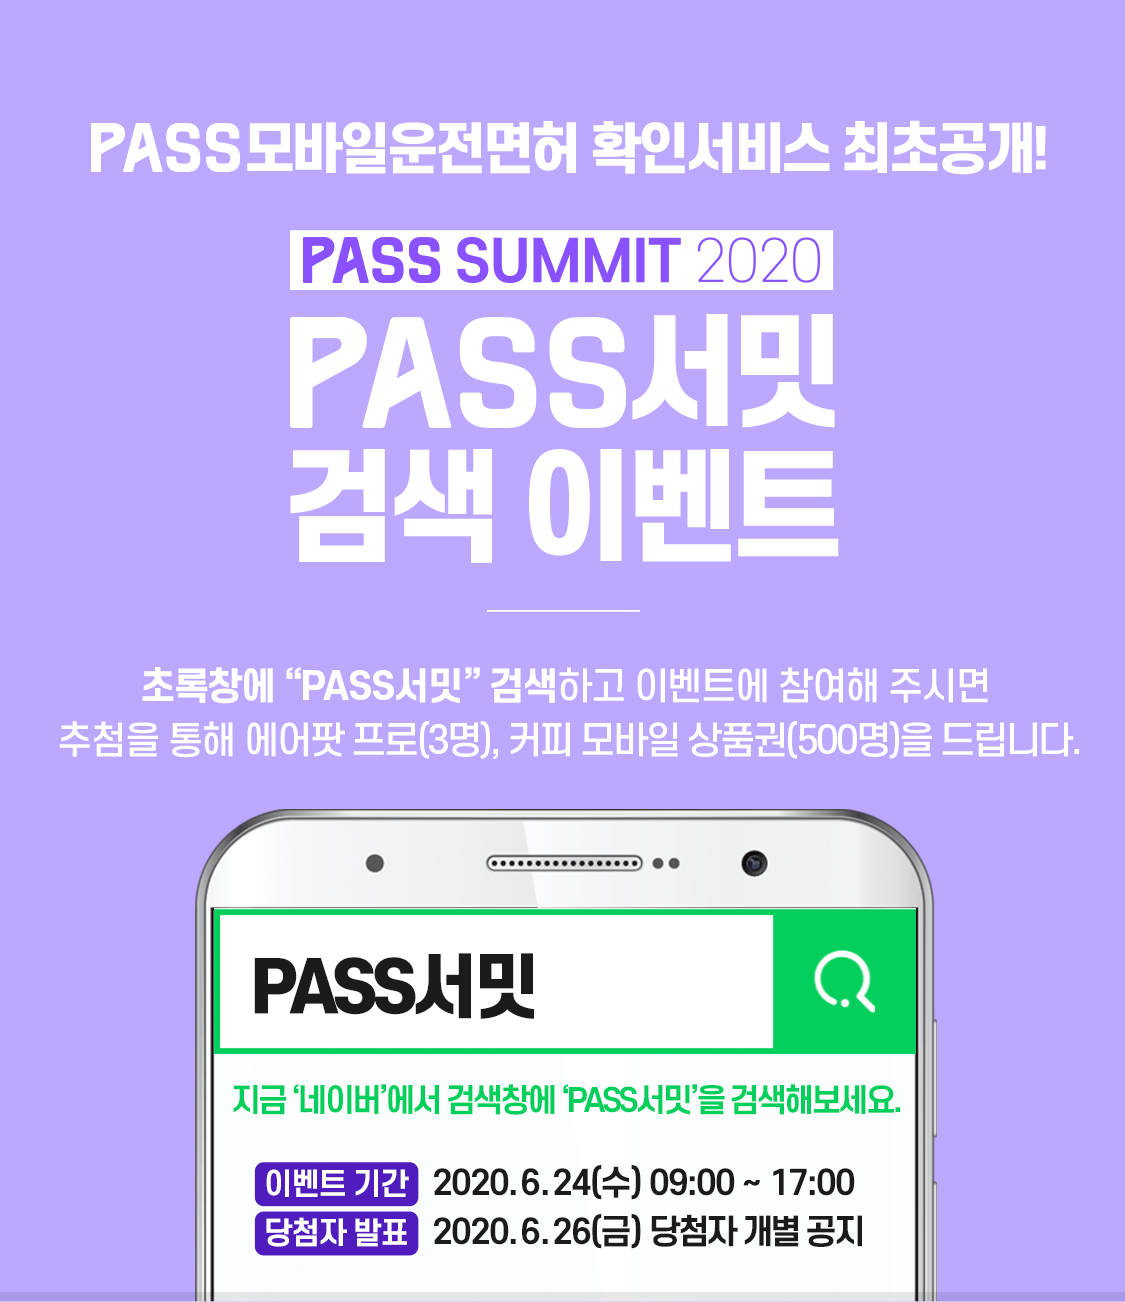 PASS모바일운전면허 확인서비스 최초공개!
PASS SUMMIT 2020
PASS서밋
검색 이벤트
초록창에 “PASS서밋” 검색하고 이벤트에 참여해 주시면
추첨을 통해 에어팟 프로(3명), 커피 모바일 상품권(500명)을 드립니다.
PASS서밋
지금 ‘네이버’에서 검색창에 ‘PASS서밋’을 검색해보세요.
이벤트 기간 2020. 6. 24(수) 09:00 ~ 17:00
당첨자 발표 2020. 6. 26(금) 당첨자 개별 공지